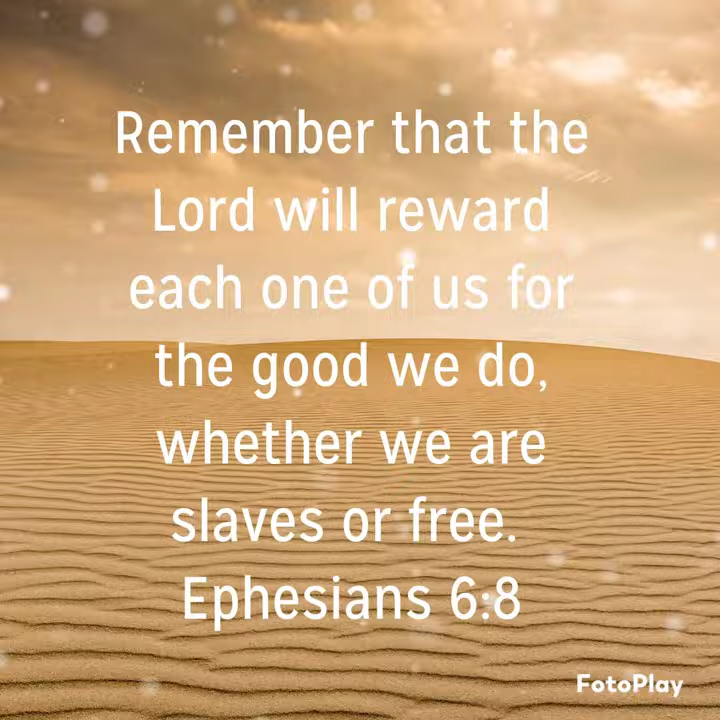 Remember that the
Lord will reward
each one of us for
the good we do,
whether we are
slaves or free.
Ephesians 6:8
FotoPlay